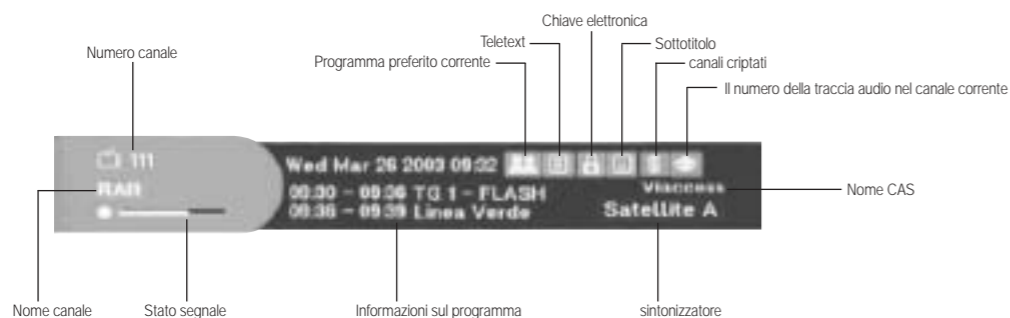 Chiave elettronica
Teletext
Sottotitolo
Numero canale
Programma preferito corrente
canali criptati
Il numero della traccia audio nel canale corrente
111
Wed Mar 26 2003 09:32
09:30 - 09:36 TG 1 - FLASH
Viaccess
Nome CAS
09:36 - 09:39 Linea Verde
Satellite A
Nome canale
Stato segnale
Informazioni sul programma
sintonizzatore